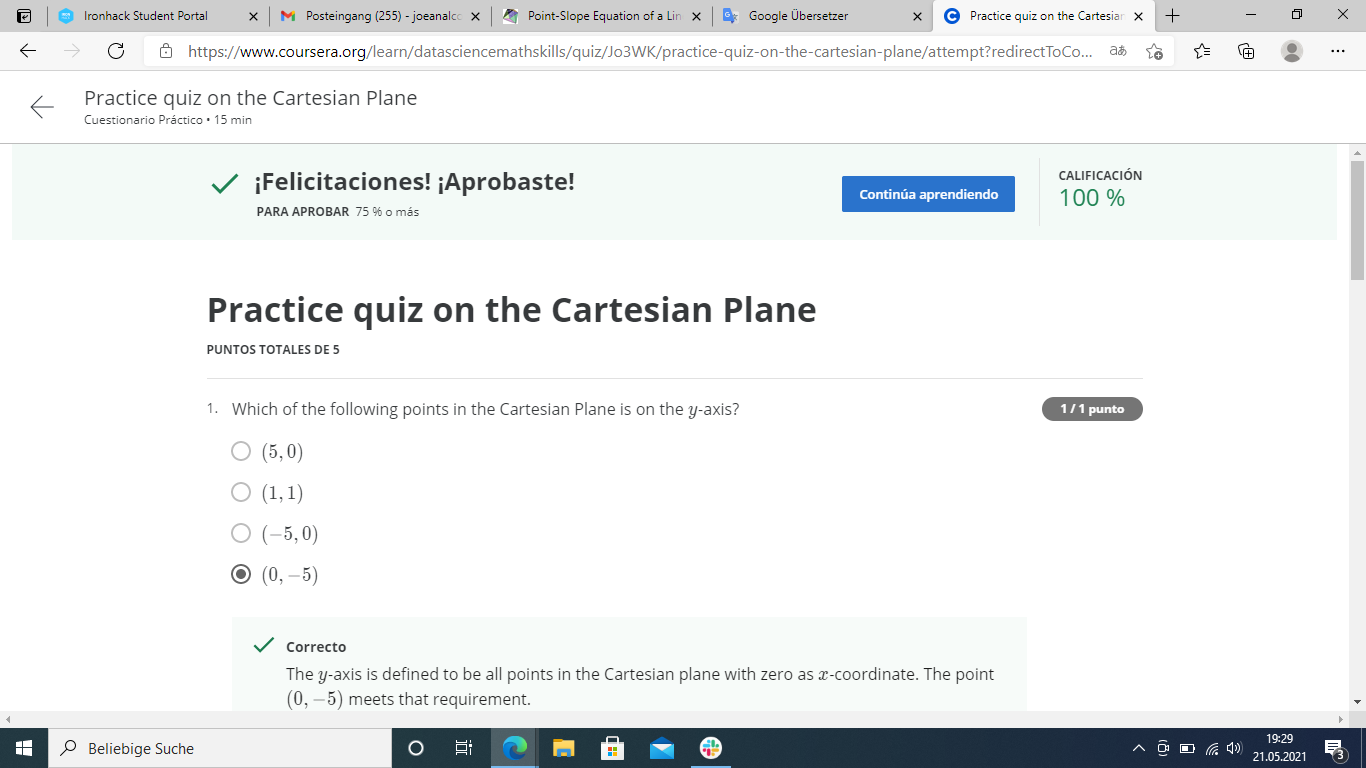 Ironhack Student Portal
Posteingang (255) - joeanalco
Point-Slope Equation of a Lin
Google Übersetzer
Practice quiz on the Cartesian
https://www.coursera.org/learn/datasciencemathskills/quiz/Jo3WK/practice-quiz-on-the-cartesian-plane/attempt?redirectToCo...
Practice quiz on the Cartesian Plane
Cuestionario Práctico • 15 min
¡Felicitaciones! ¡Aprobaste!
PARA APROBAR 75 % o más
Continúa aprendiendo
CALIFICACIÓN
100 %
Practice quiz on the Cartesian Plane
PUNTOS TOTALES DE 5
1. Which of the following points in the Cartesian Plane is on the y-axis?
1 / 1 punto
(5, 0)
(1, 1)
(−5, 0)
(0, −5)
Correcto
The y-axis is defined to be all points in the Cartesian plane with zero as x-coordinate. The point
(0, −5) meets that requirement.
Beliebige Suche
19:29
21.05.2021
3